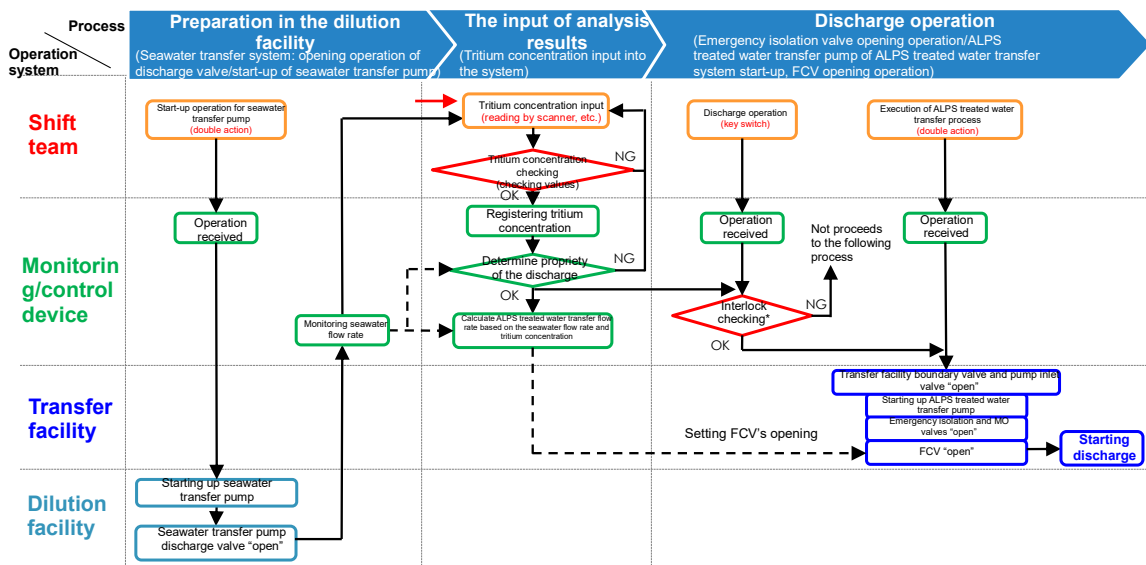 Process
Operation
system
Preparation in the dilution
facility
(Seawater transfer system: opening operation of
discharge valve/start-up of seawater transfer pump)
The input of analysis
results
(Tritium concentration input into
the system)
Discharge operation
(Emergency isolation valve opening operation/ALPS
treated water transfer pump of ALPS treated water transfer
system start-up, FCV opening operation)
Shift
team
Start-up operation for seawater
transfer pump
(double action)
Tritium concentration input
(reading by scanner, etc.)
Discharge operation
(key switch)
Execution of ALPS treated water
transfer process
(double action)
Tritium concentration
checking
(checking values)
NG
OK
Monitorin
g/control
device
Operation
received
Registering tritium
concentration
Operation
received
Not proceeds
to the following
process
Operation
received
Determine propriety
of the discharge
NG
OK
Monitoring seawater
flow rate
Calculate ALPS treated water transfer flow
rate based on the seawater flow rate and
tritium concentration
Interlock
checking*
NG
OK
Transfer
facility
Transfer facility boundary valve and pump inlet
valve "open"
Starting up ALPS treated water
transfer pump
Emergency isolation and MO
valves "open"
FCV "open"
Setting FCV's opening
Starting
discharge
Dilution
facility
Starting up seawater
transfer pump
Seawater transfer pump
discharge valve "open"